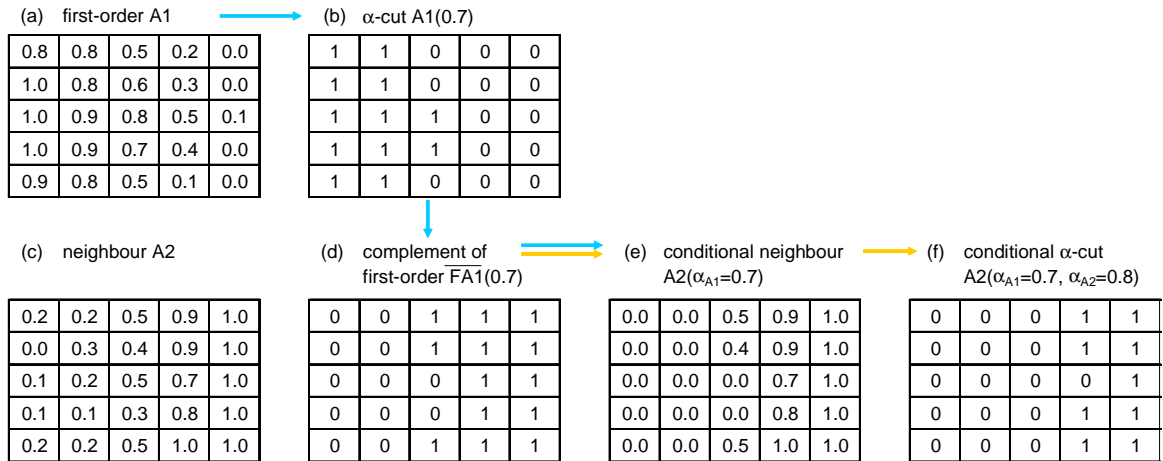 (a) first-order A1
(b) α-cut A1(0.7)
0.8 0.8 0.5 0.2 0.0
1.0 0.8 0.6 0.3 0.0
1.0 0.9 0.8 0.5 0.1
1.0 0.9 0.7 0.4 0.0
0.9 0.8 0.5 0.1 0.0
1 1 0 0 0
1 1 0 0 0
1 1 1 0 0
1 1 1 0 0
1 1 0 0 0
(c) neighbour A2
(d) complement of
first-order F̅A̅1̅(0.7)
(e) conditional neighbour
A2(αA1=0.7)
(f) conditional α-cut
A2(αA1=0.7, αA2=0.8)
0.2 0.2 0.5 0.9 1.0
0.0 0.3 0.4 0.9 1.0
0.1 0.2 0.5 0.7 1.0
0.1 0.1 0.3 0.8 1.0
0.2 0.2 0.5 1.0 1.0
0 0 1 1 1
0 0 1 1 1
0 0 0 1 1
0 0 0 1 1
0 0 1 1 1
0.0 0.0 0.5 0.9 1.0
0.0 0.0 0.4 0.9 1.0
0.0 0.0 0.0 0.7 1.0
0.0 0.0 0.0 0.8 1.0
0.0 0.0 0.5 1.0 1.0
0 0 0 1 1
0 0 0 1 1
0 0 0 0 1
0 0 0 1 1
0 0 0 1 1